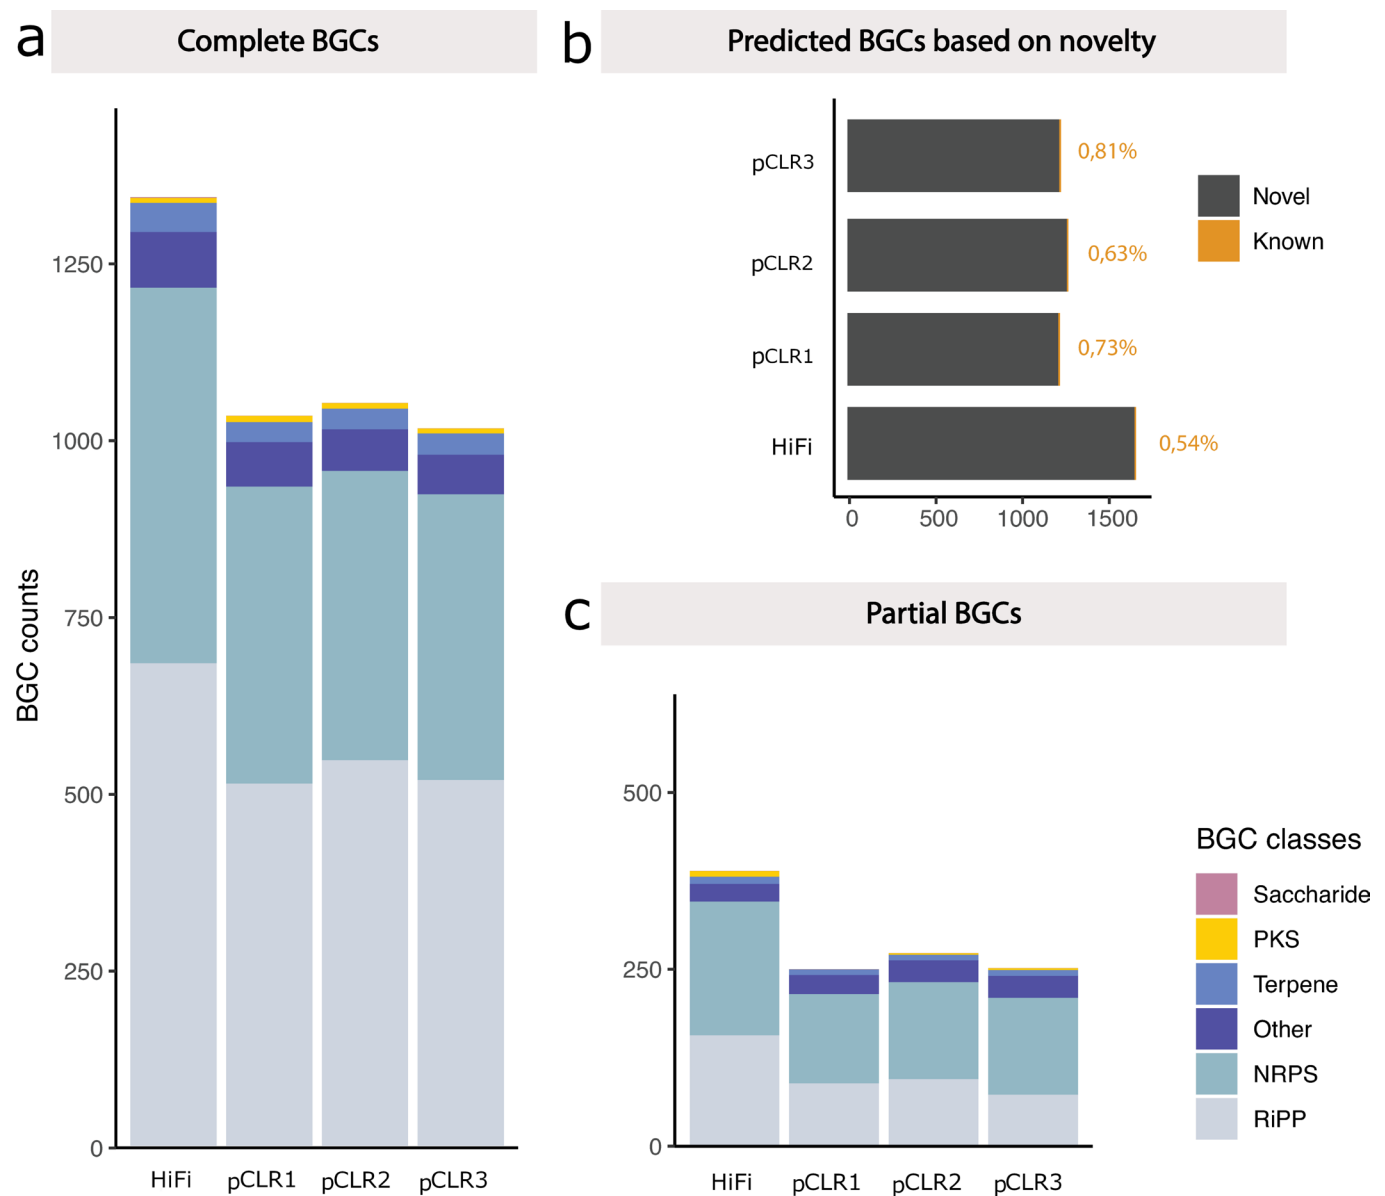 a
Complete BGCs
BGC counts
1250
1000
750
500
250
0
HiFi
pCLR1
pCLR2
pCLR3
b
Predicted BGCs based on novelty
pCLR3
0,81%
pCLR2
0,63%
pCLR1
0,73%
HiFi
0,54%
0
500
1000
1500
Novel
Known
c
Partial BGCs
500
250
0
HiFi
pCLR1
pCLR2
pCLR3
BGC classes
Saccharide
PKS
Terpene
Other
NRPS
RiPP